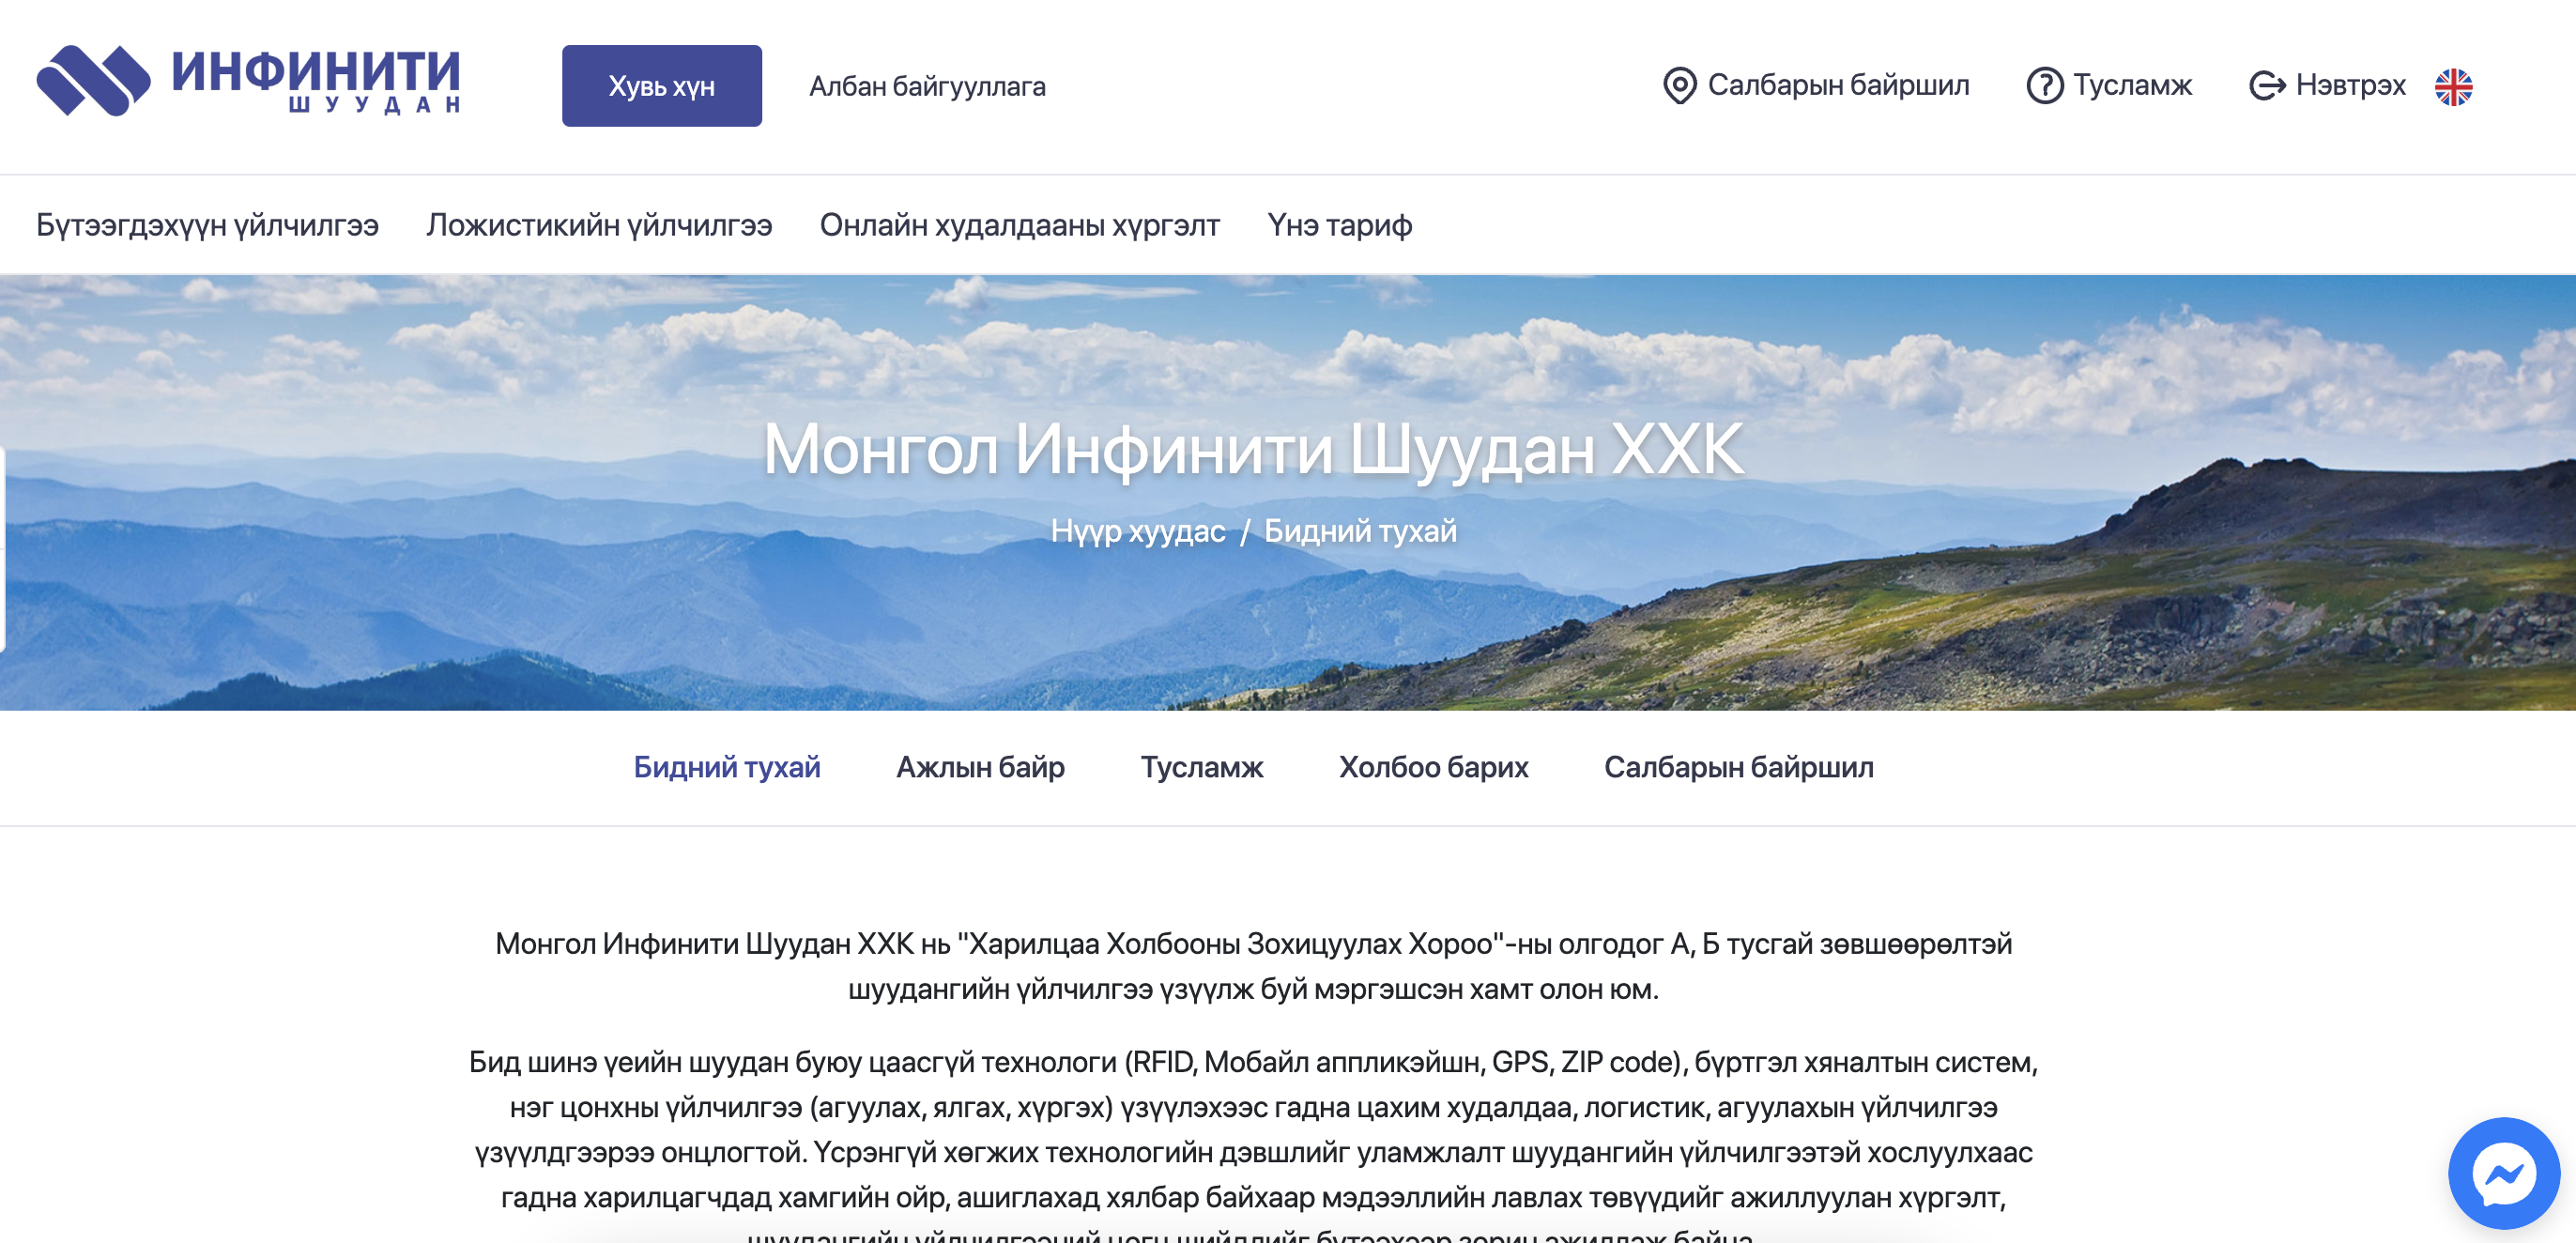 ИНФИНИТИ
ШУУДАН
Хувь хүн
Албан байгууллага
Салбарын байршил
Тусламж
Нэвтрэх
Бүтээгдэхүүн үйлчилгээ
Ложистикийн үйлчилгээ
Онлайн худалдааны хүргэлт
Үнэ тариф
Монгол Инфинити Шуудан ХХК
Нүүр хуудас / Бидний тухай
Бидний тухай
Ажлын байр
Тусламж
Холбоо барих
Салбарын байршил
Монгол Инфинити Шуудан ХХК нь "Харилцаа Холбооны Зохицуулах Хороо"-ны олгодог А, Б тусгай зөвшөөрөлтэй
шуудангийн үйлчилгээ үзүүлж буй мэргэшсэн хамт олон юм.
Бид шинэ үеийн шуудан буюу цаасгүй технологи (RFID, Мобайл аппликэйшн, GPS, ZIP code), бүртгэл хяналтын систем,
нэг цонхны үйлчилгээ (агуулах, ялгах, хүргэх) үзүүлэхээс гадна цахим худалдаа, логистик, агуулахын үйлчилгээ
үзүүлдгээрээ онцлогтой. Үсрэнгүй хөгжих технологийн дэвшлийг уламжлалт шуудангийн үйлчилгээтэй хослуулхаас
гадна харилцагчдад хамгийн ойр, ашиглахад хялбар байхаар мэдээллийн лавлах төвүүдийг ажиллуулан хүргэлт,